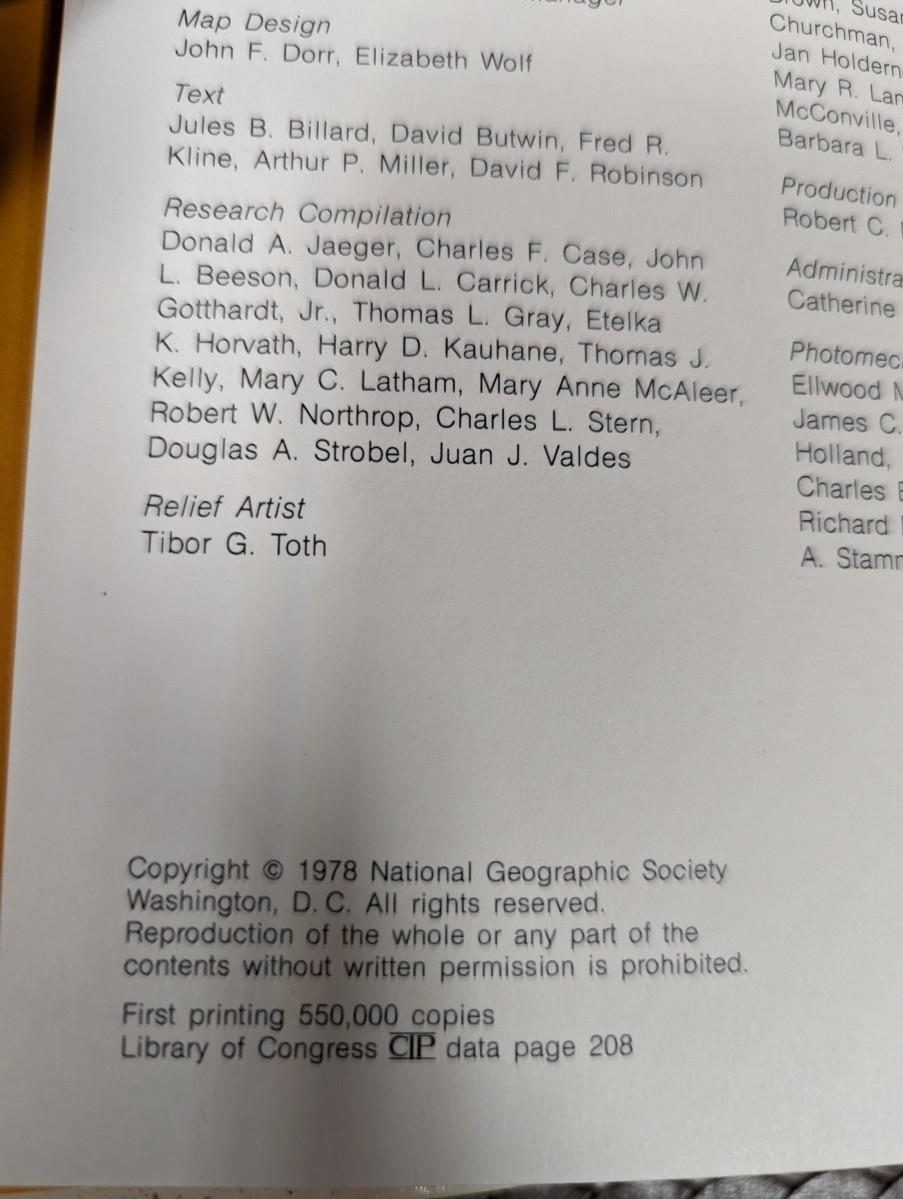 Map Design
John F. Dorr, Elizabeth Wolf
Text
Jules B. Billard, David Butwin, Fred R.
Kline, Arthur P. Miller, David F. Robinson
Research Compilation
Donald A. Jaeger, Charles F. Case, John
L. Beeson, Donald L. Carrick, Charles W.
Gotthardt, Jr., Thomas L. Gray, Etelka
K. Horvath, Harry D. Kauhane, Thomas J.
Kelly, Mary C. Latham, Mary Anne McAleer,
Robert W. Northrop, Charles L. Stern,
Douglas A. Strobel, Juan J. Valdes
Relief Artist
Tibor G. Toth
Copyright © 1978 National Geographic Society
Washington, D.C. All rights reserved.
Reproduction of the whole or any part of the
contents without written permission is prohibited.
First printing 550,000 copies
Library of Congress CIP data page 208
Churchman,
Jan
Mary R.
McConville,
Barbara L.
Production
Robert C.
Catherine
Ellwood
James C.
Holland,
Charles
Richard
A.